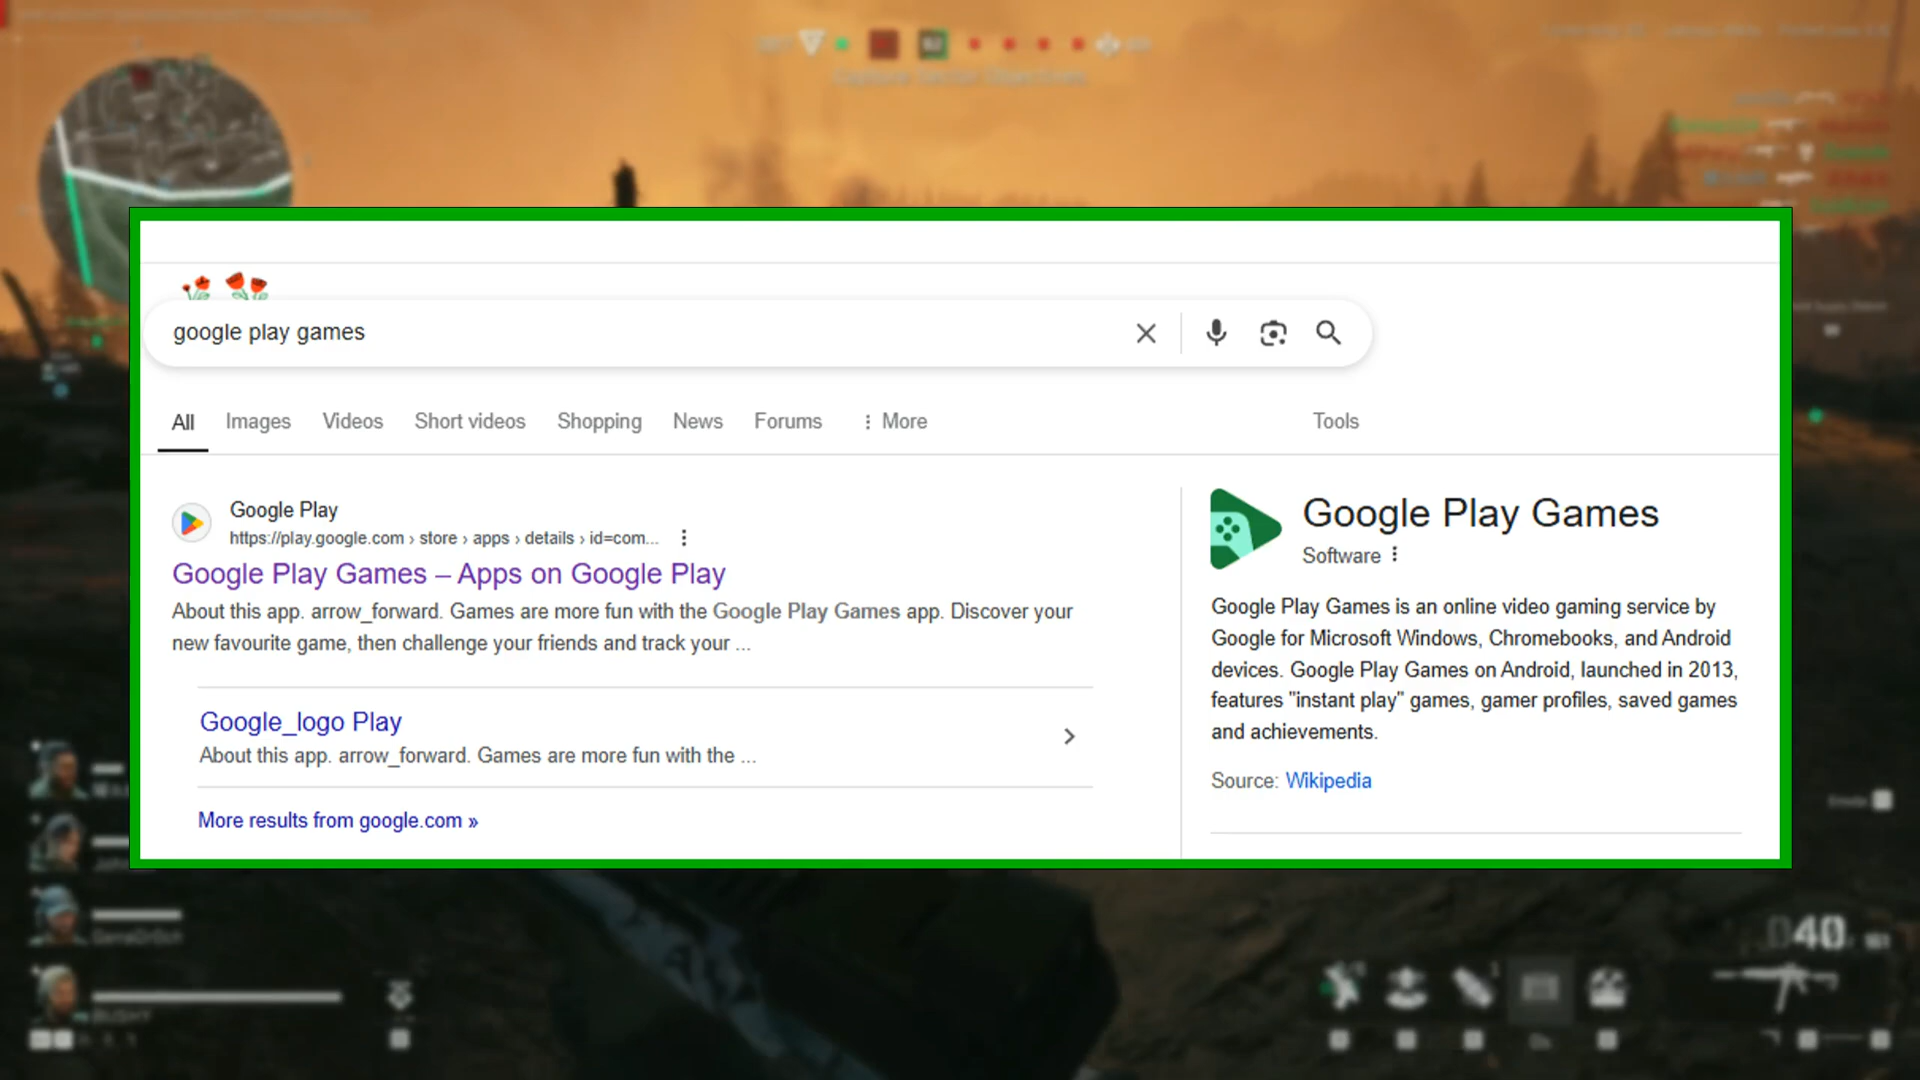 Capture Sector Objectives
google play games
All Images Videos Short videos Shopping News Forums More Tools
Google Play
https://play.google.com › store › apps › details › id=com...
Google Play Games – Apps on Google Play
About this app. arrow_forward. Games are more fun with the Google Play Games app. Discover your
new favourite game, then challenge your friends and track your ...
Google_logo Play
About this app. arrow_forward. Games are more fun with the ...
More results from google.com »
Google Play Games
Software
Google Play Games is an online video gaming service by
Google for Microsoft Windows, Chromebooks, and Android
devices. Google Play Games on Android, launched in 2013,
features "instant play" games, gamer profiles, saved games
and achievements.
Source: Wikipedia
40